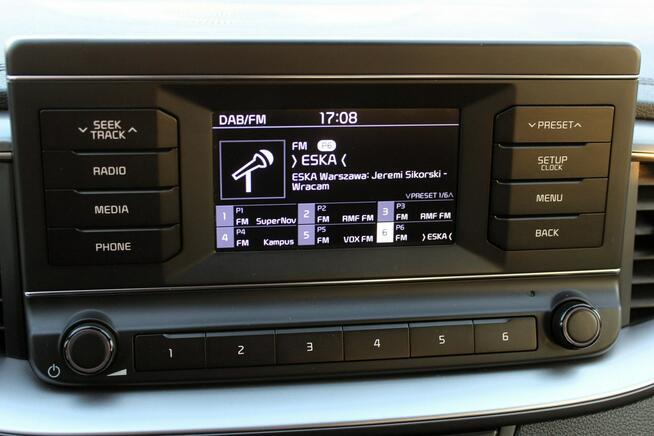 DAB/FM 17:08
FM P6
⟩ ESKA ⟨
ESKA Warszawa: Jeremi Sikorski -
Wracam
˅PRESET 1/6˄
1 P1 FM SuperNov 2 P2 FM RMF FM 3 P3 FM RMF FM
4 P4 FM Kampus 5 P5 FM VOX FM 6 P6 FM ⟩ESKA⟨
˅ SEEK ˄
TRACK
RADIO
MEDIA
PHONE
˅ PRESET ˄
SETUP
CLOCK
MENU
BACK
1 2 3 4 5 6